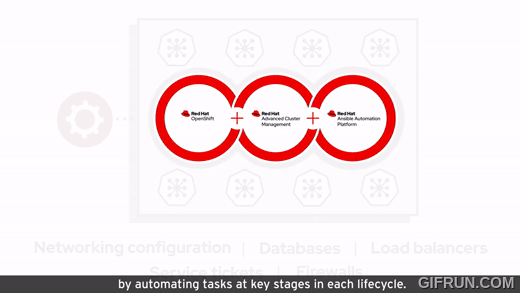 Red Hat
OpenShift
Red Hat
Advanced Cluster
Management
Red Hat
Ansible Automation
Platform
Networking configuration | Databases | Load balancers
Service tickets | Firewalls
by automating tasks at key stages in each lifecycle.
GIFRUN.COM